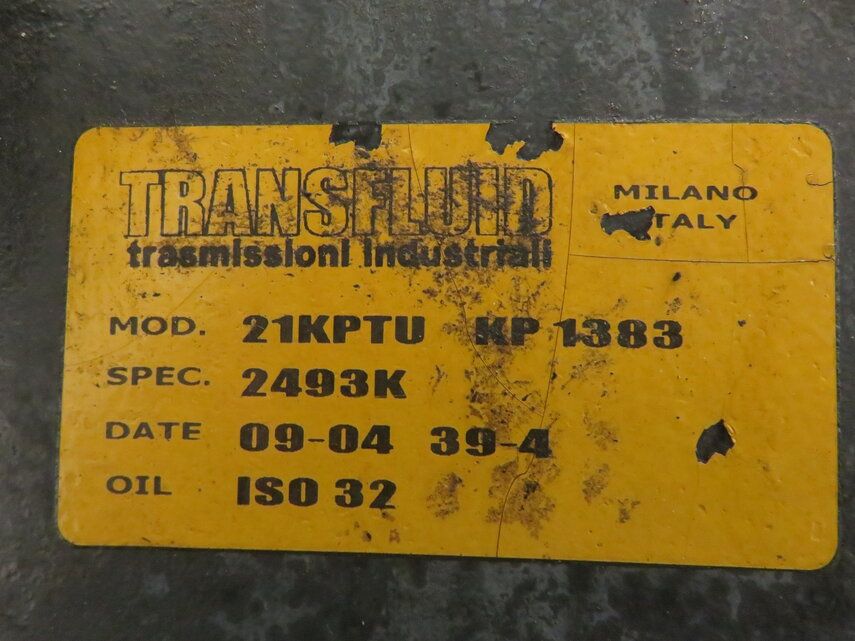 TRANSFLUID
trasmissioni industriali
MILANO
ITALY
MOD. 21KPTU KP 1383
SPEC. 2493K
DATE 09-04 39-4
OIL ISO 32